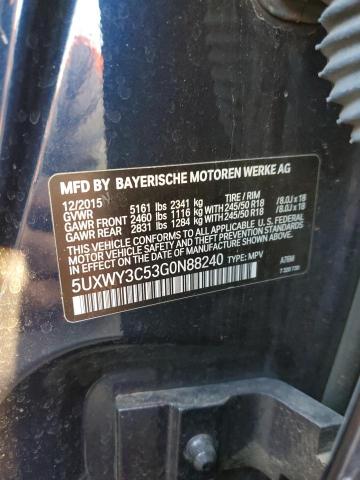 MFD BY BAYERISCHE MOTOREN WERKE AG
12/2015 TIRE / RIM
GVWR 5161 lbs 2341 kg
GAWR FRONT 2460 lbs 1116 kg W 245/50 R18 / 8.0J x 18
GAWR REAR 2831 lbs 1284 kg W 245/50 R18 / 8.0J x 18
THIS VEHICLE CONFORMS TO ALL APPLICABLE U.S. FEDERAL
MOTOR VEHICLE SAFETY
THEFT PREVENTION STANDARDS IN EFFECT ON THE
DATE OF MANUFACTURE SHOWN ABOVE.
5UXWY3C53G0N88240 TYPE: MPV A76M